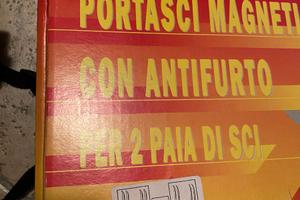 PORTASCI MAGNETI
CON ANTIFURTO
PER 2 PAIA DI SCI